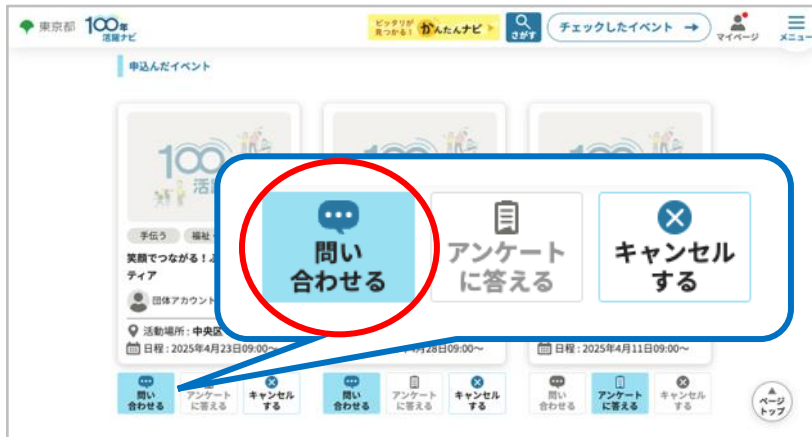 東京都
100年
活躍ナビ
ピッタリが
見つかる!
かんたんナビ
さがす
チェックしたイベント →
マイページ
メニュー
申込んだイベント
100
活
手伝う
福祉
笑顔でつながる!
ティア
団体アカウント
活動場所 : 中央区
日程 : 2025年4月23日09:00~
月28日09:00~
日程 : 2025年4月11日09:00~
問い
合わせる
アンケート
に答える
キャンセル
する
問い
合わせる
アンケート
に答える
キャンセル
する
問い
合わせる
アンケート
に答える
キャンセル
する
問い
合わせる
アンケート
に答える
キャンセル
する
ページ
トップ